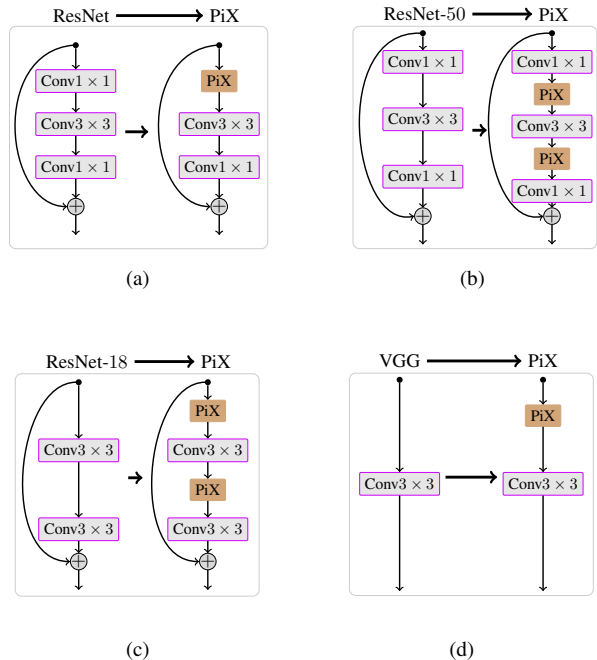 ResNet PiX
Conv1 × 1
Conv3 × 3
Conv1 × 1
PiX
Conv3 × 3
Conv1 × 1
(a)
ResNet-50 PiX
Conv1 × 1
Conv3 × 3
Conv1 × 1
Conv1 × 1
PiX
Conv3 × 3
PiX
Conv1 × 1
(b)
ResNet-18 PiX
Conv3 × 3
Conv3 × 3
PiX
Conv3 × 3
PiX
Conv3 × 3
(c)
VGG PiX
Conv3 × 3
PiX
Conv3 × 3
(d)